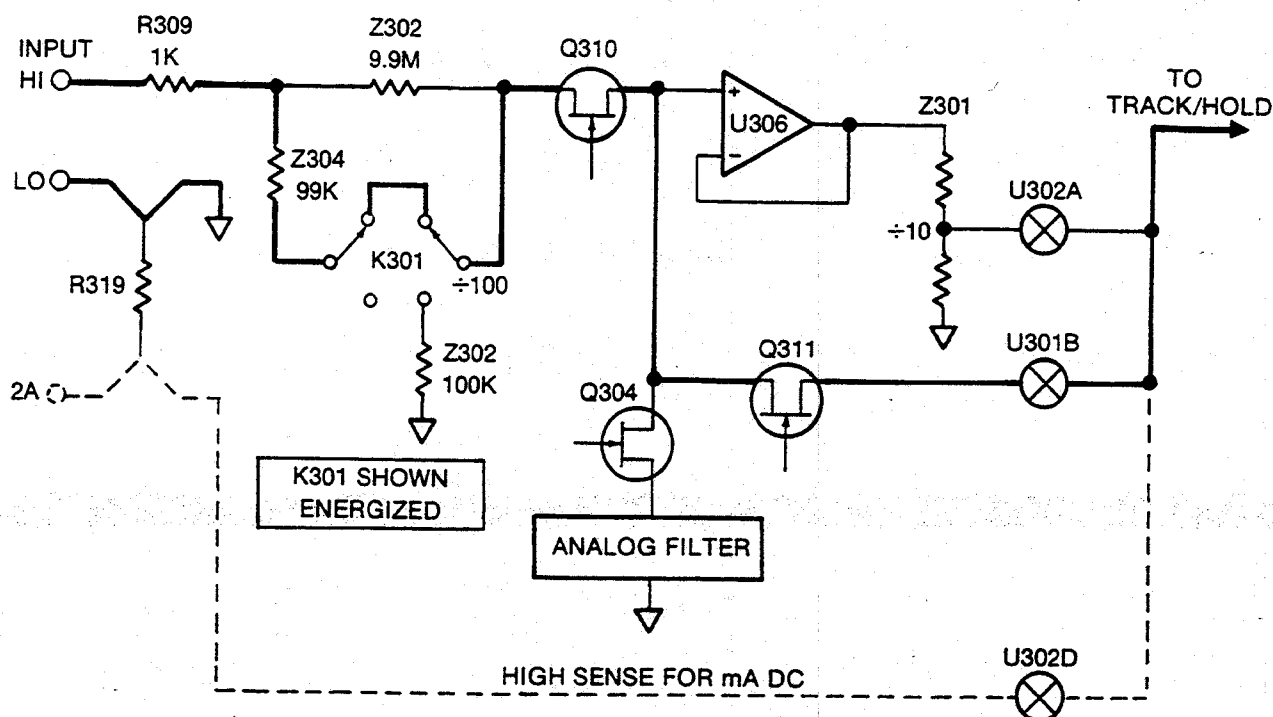 INPUT
HI
R309
1K
Z302
9.9M
Q310
U306
+
−
Z301
TO
TRACK/HOLD
LO
Z304
99K
K301
÷100
÷10
U302A
R319
Z302
100K
Q311
U301B
2A
Q304
K301 SHOWN
ENERGIZED
ANALOG FILTER
HIGH SENSE FOR mA DC
U302D